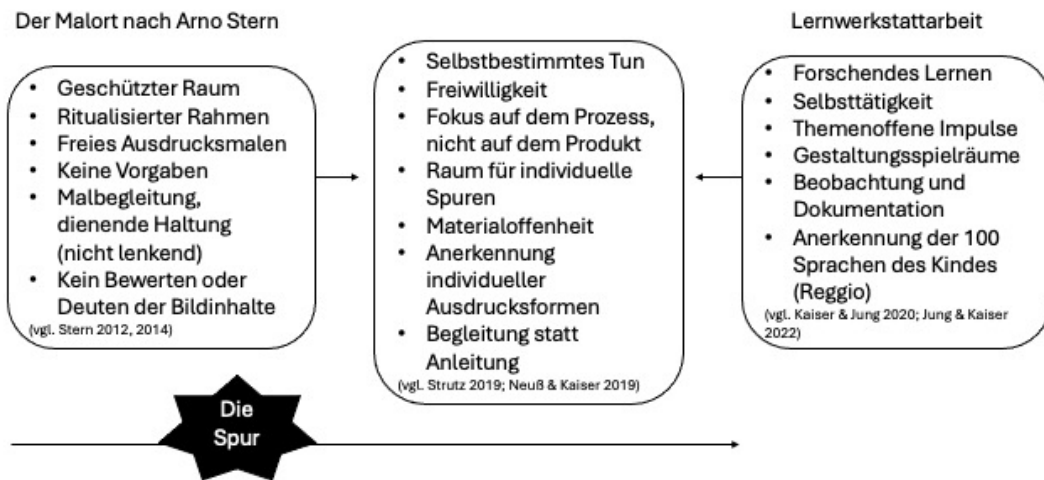 Der Malort nach Arno Stern
• Geschützter Raum
• Ritualisierter Rahmen
• Freies Ausdrucksmalen
• Keine Vorgaben
• Malbegleitung,
dienende Haltung
(nicht lenkend)
• Kein Bewerten oder
Deuten der Bildinhalte
(vgl. Stern 2012, 2014)
• Selbstbestimmtes Tun
• Freiwilligkeit
• Fokus auf dem Prozess,
nicht auf dem Produkt
• Raum für individuelle
Spuren
• Materialoffenheit
• Anerkennung
individueller
Ausdrucksformen
• Begleitung statt
Anleitung
(vgl. Strutz 2019; Neuß & Kaiser 2019)
Lernwerkstattarbeit
• Forschendes Lernen
• Selbsttätigkeit
• Themenoffene Impulse
• Gestaltungsspielräume
• Beobachtung und
Dokumentation
• Anerkennung der 100
Sprachen des Kindes
(Reggio)
(vgl. Kaiser & Jung 2020; Jung & Kaiser
2022)
Die
Spur